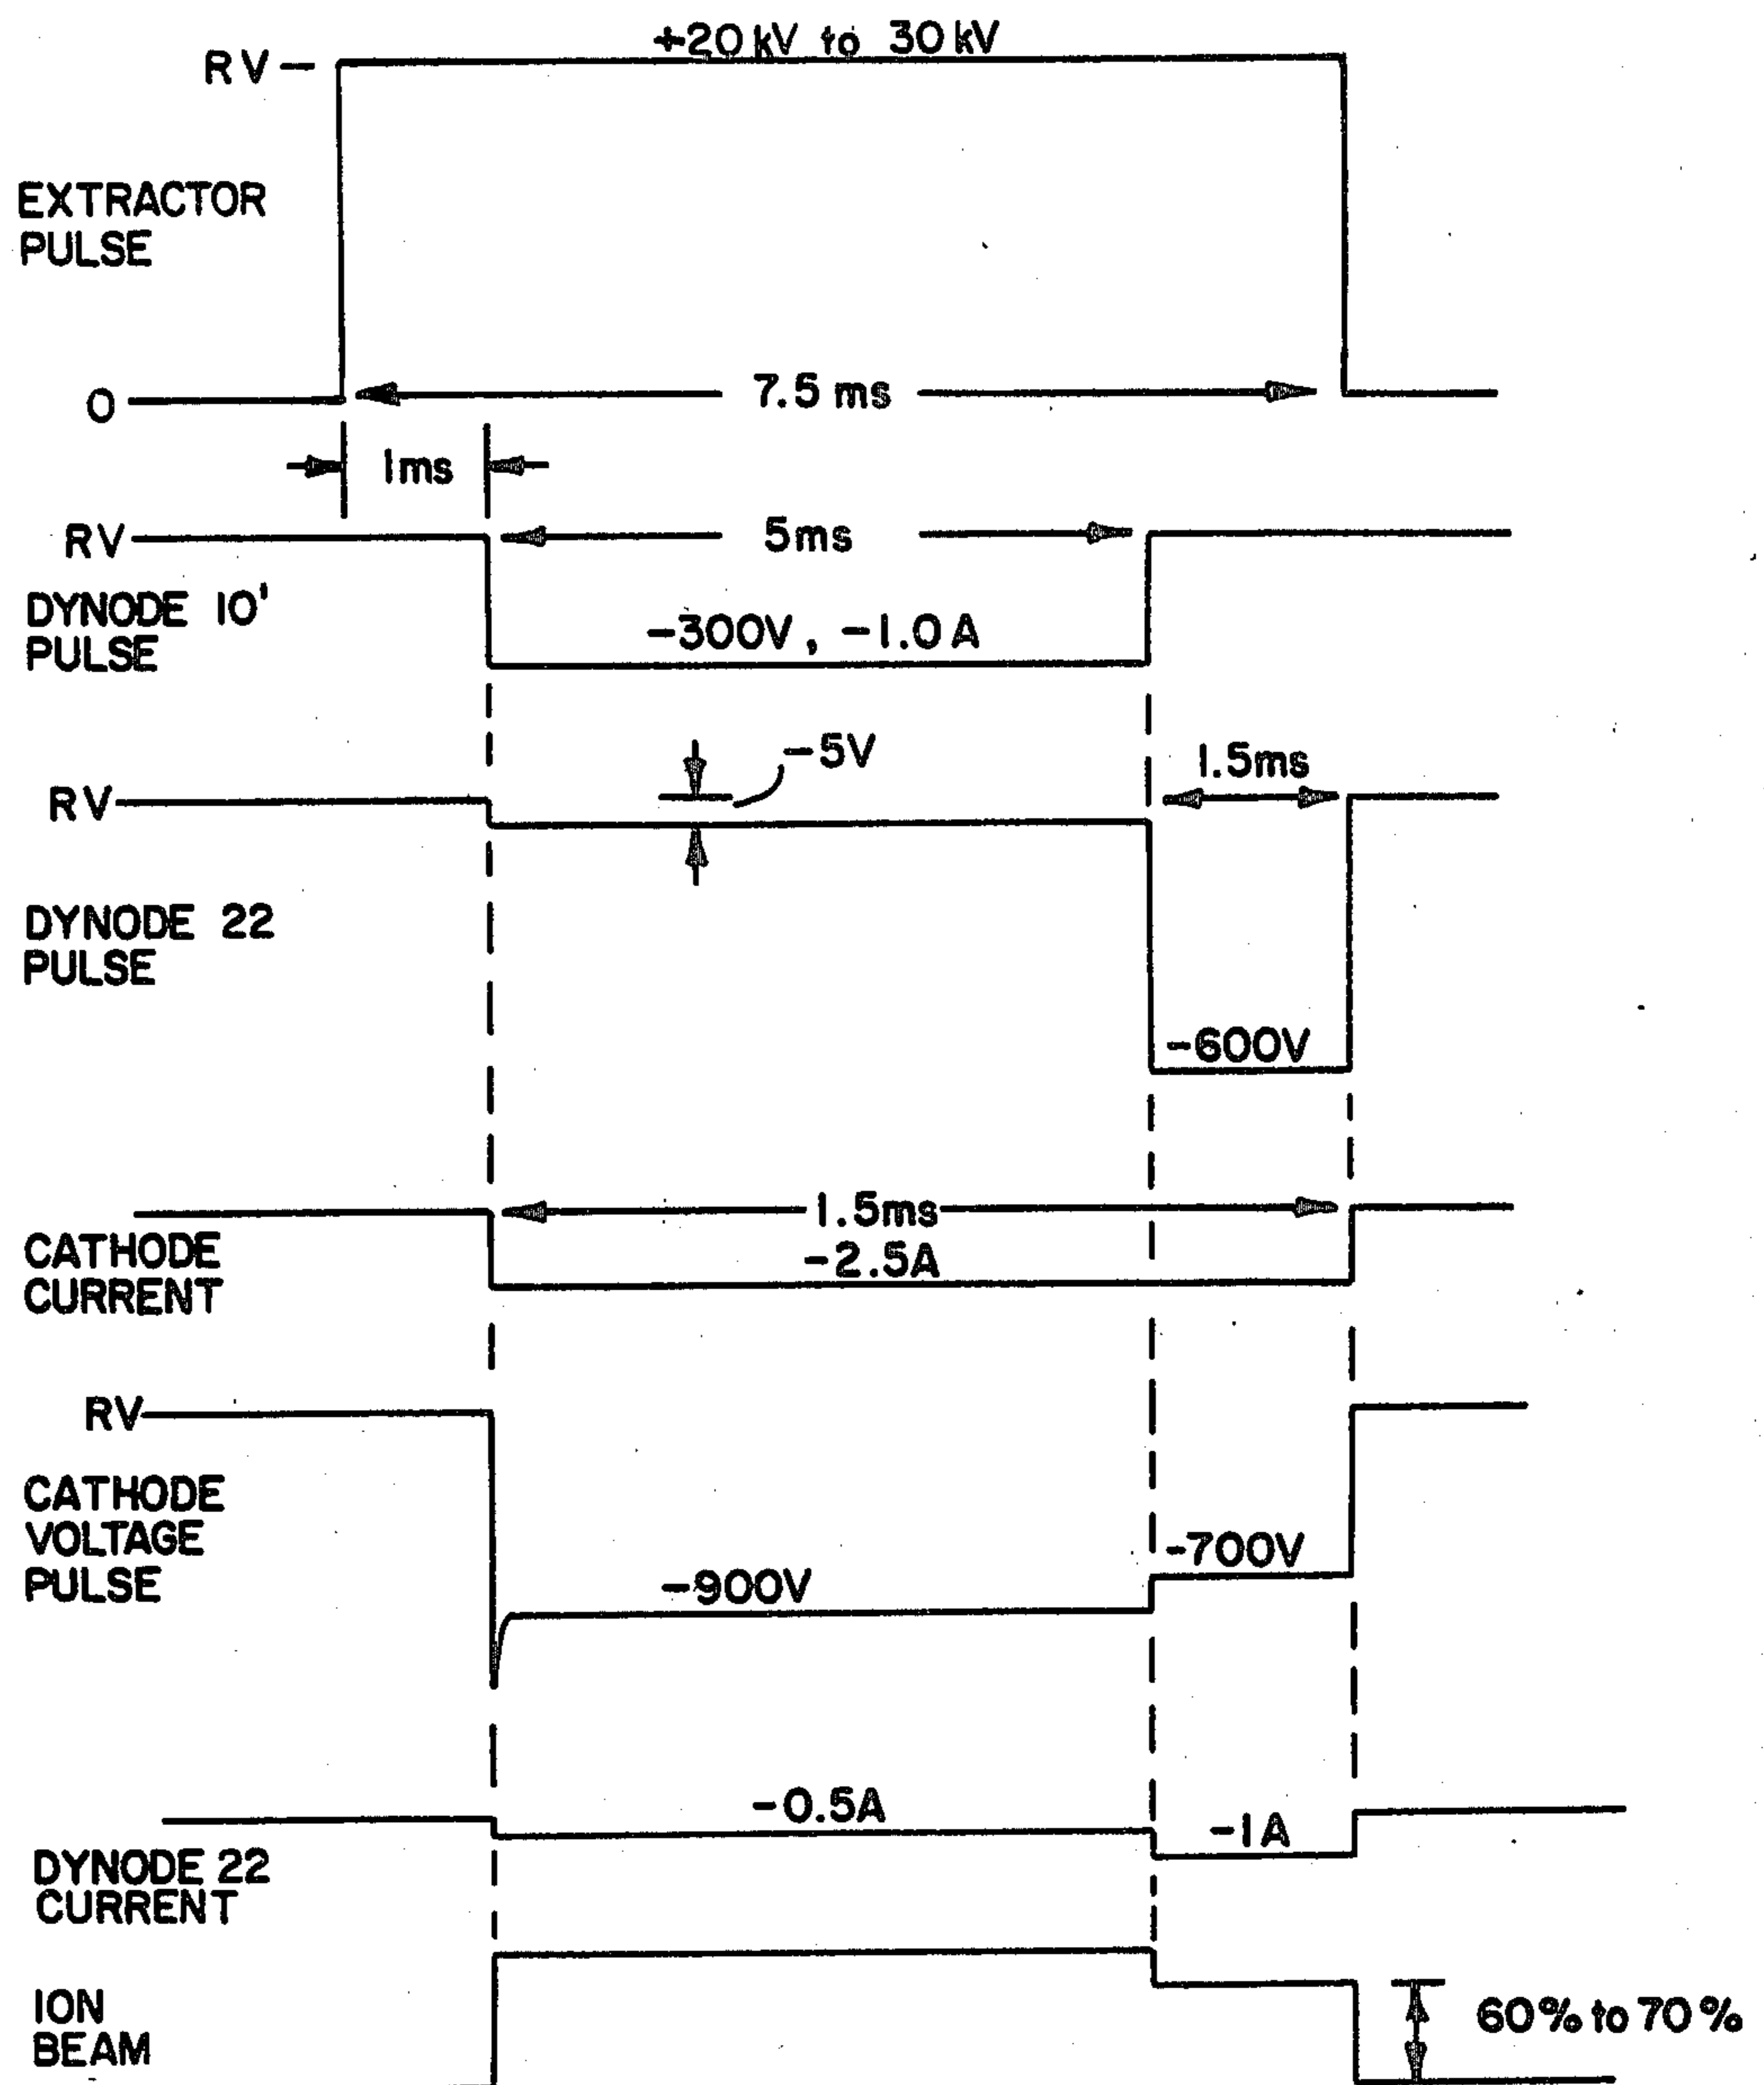 +20 kV to 30 kV
RV
EXTRACTOR
PULSE
0
7.5 ms
1ms
RV
5ms
DYNODE 10'
PULSE
-300V, -1.0 A
-5V
1.5ms
RV
DYNODE 22
PULSE
-600V
1.5ms
-2.5A
CATHODE
CURRENT
RV
CATHODE
VOLTAGE
PULSE
-700V
-900V
-0.5A
-1A
DYNODE 22
CURRENT
ION
BEAM
60% to 70%